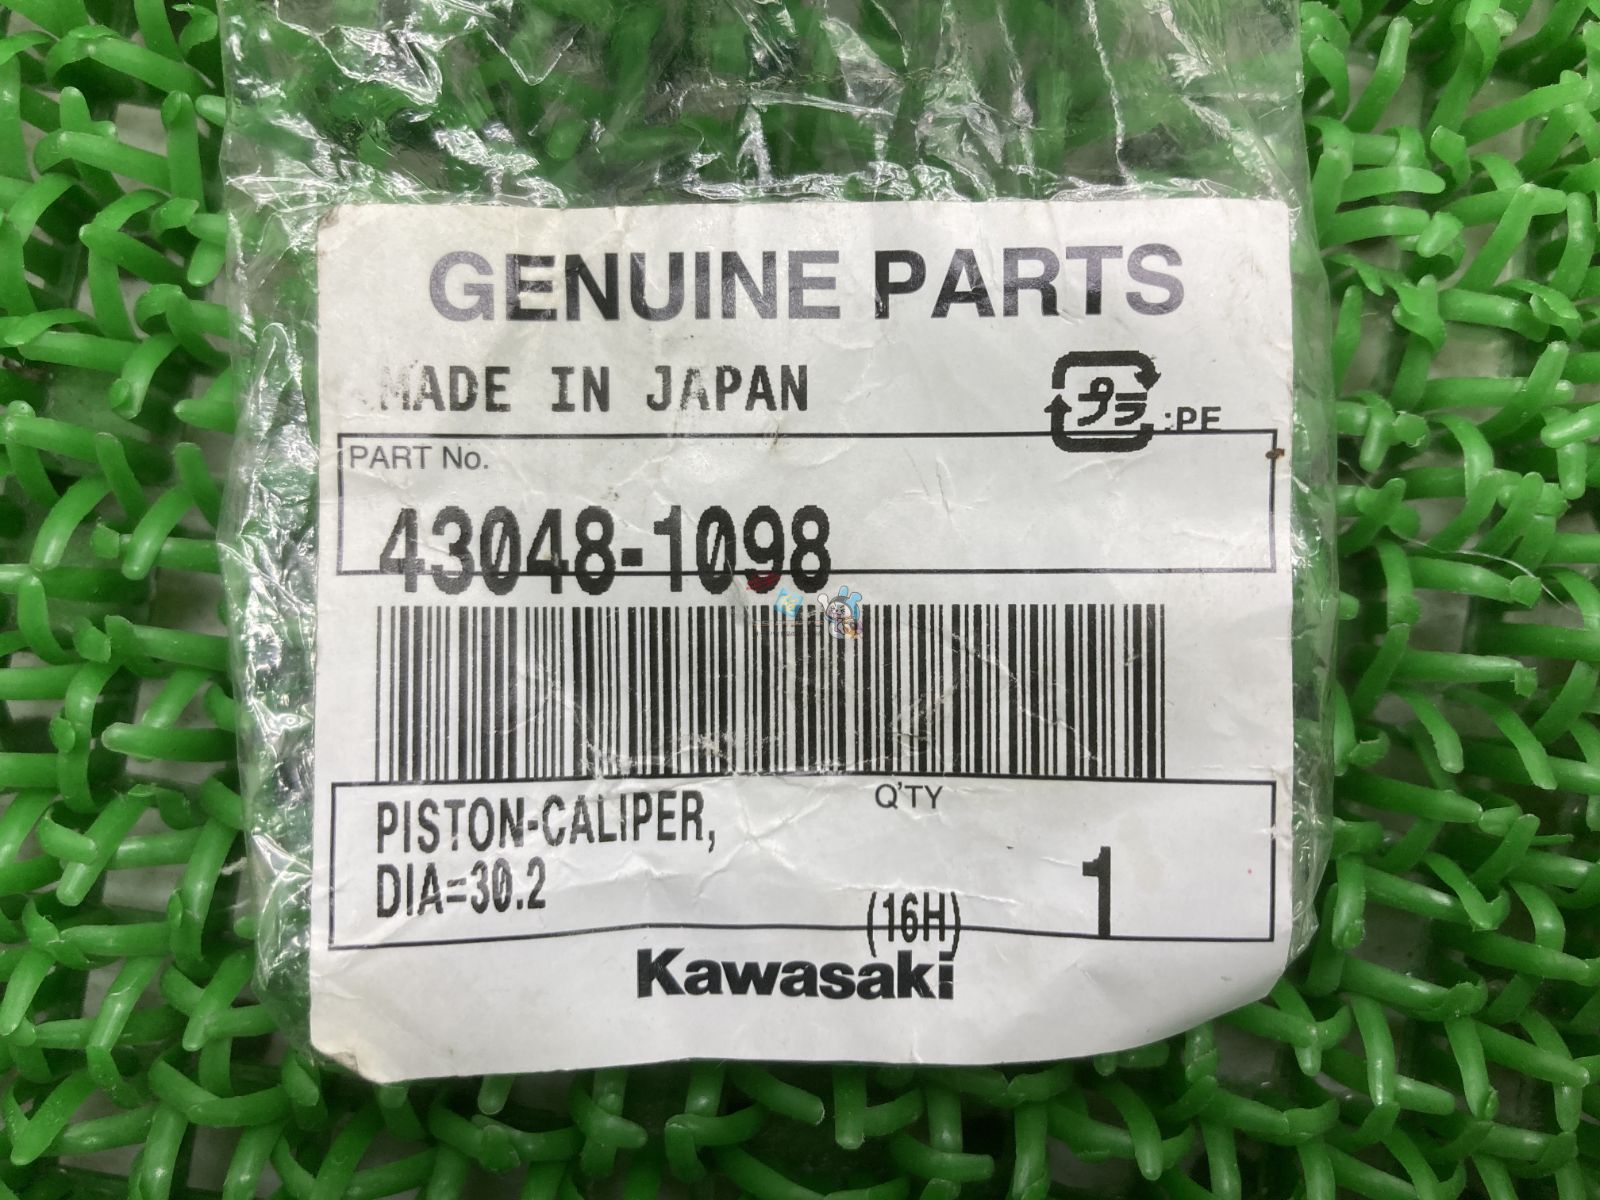 GENUINE PARTS
MADE IN JAPAN
プラ :PE
PART No.
43048-1098
PISTON-CALIPER,
DIA=30.2
Q'TY
(16H)
1
Kawasaki